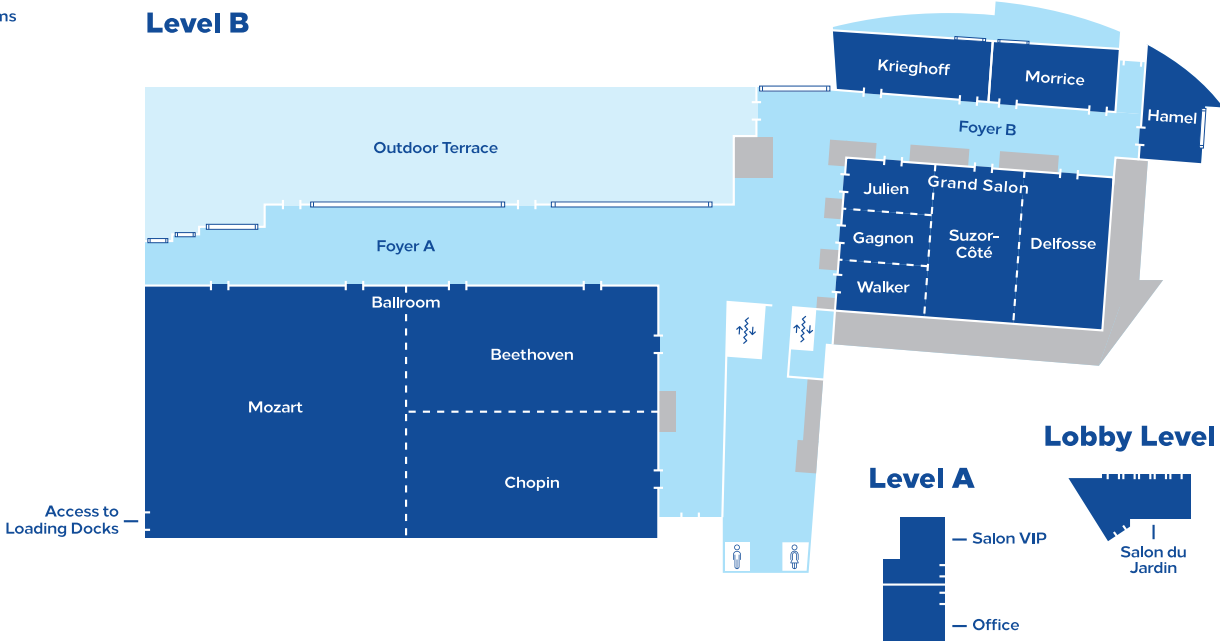 Level B
Krieghoff
Morrice
Hamel
Foyer B
Outdoor Terrace
Julien
Grand Salon
Gagnon
Suzor-
Côté
Delfosse
Walker
Foyer A
Ballroom
Beethoven
Mozart
Chopin
Access to
Loading Docks
Lobby Level
Salon du
Jardin
Level A
Salon VIP
Office